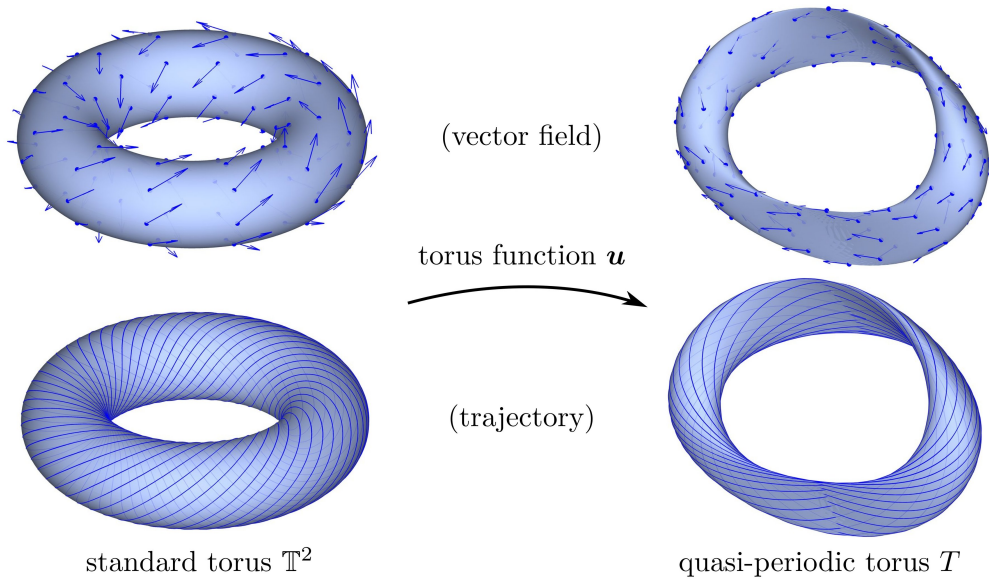 (vector field)
torus function u
(trajectory)
standard torus 𝕋²
quasi-periodic torus T